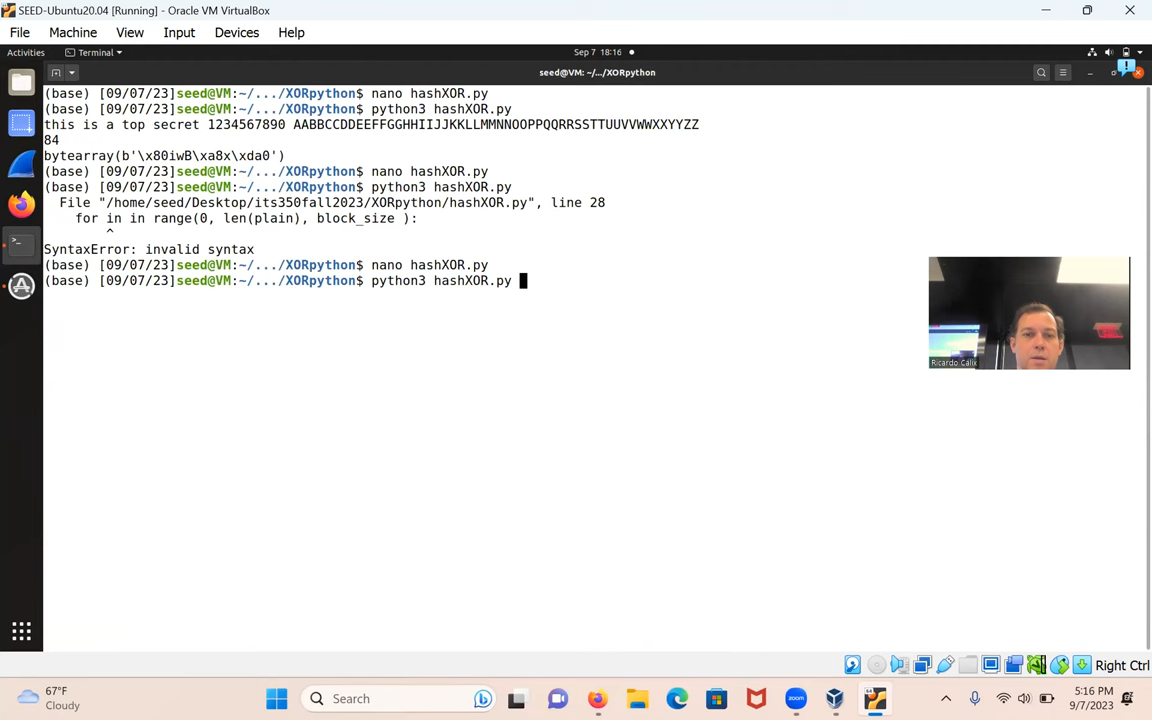 SEED-Ubuntu20.04 [Running] - Oracle VM VirtualBox
File Machine View Input Devices Help
Activities Terminal Sep 7 18:16
seed@VM: ~/.../XORpython
(base) [09/07/23]seed@VM:~/.../XORpython$ nano hashXOR.py
(base) [09/07/23]seed@VM:~/.../XORpython$ python3 hashXOR.py
this is a top secret 1234567890 AABBCCDDEEFFGGHHIIJJKKLLMMNNOOPPQQRRSSTTUUVVWWXXYYZZ
84
bytearray(b'\x80iwB\xa8x\xda0')
(base) [09/07/23]seed@VM:~/.../XORpython$ nano hashXOR.py
(base) [09/07/23]seed@VM:~/.../XORpython$ python3 hashXOR.py
File "/home/seed/Desktop/its350fall2023/XORpython/hashXOR.py", line 28
for in in range(0, len(plain), block_size ):
^
SyntaxError: invalid syntax
(base) [09/07/23]seed@VM:~/.../XORpython$ nano hashXOR.py
(base) [09/07/23]seed@VM:~/.../XORpython$ python3 hashXOR.py
Ricardo Calix
Right Ctrl
67°F
Cloudy
Search
zoom
5:16 PM
9/7/2023